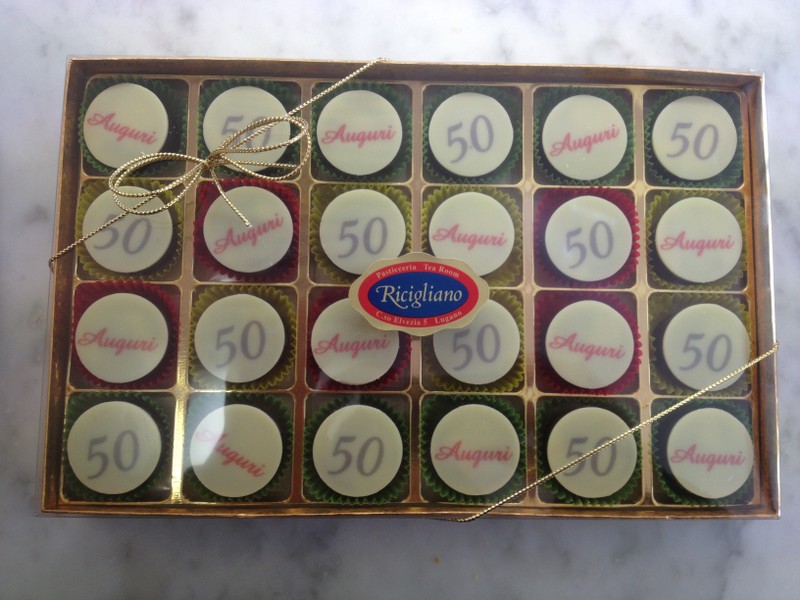 Auguri 50 Auguri 50 Auguri 50
50 Auguri 50 Auguri 50 Auguri
Pasticceria Tea Room
Ricigliano
C.so Elvezia 5 Lugano
Auguri 50 Auguri 50 Auguri 50
50 Auguri 50 Auguri 50 Auguri